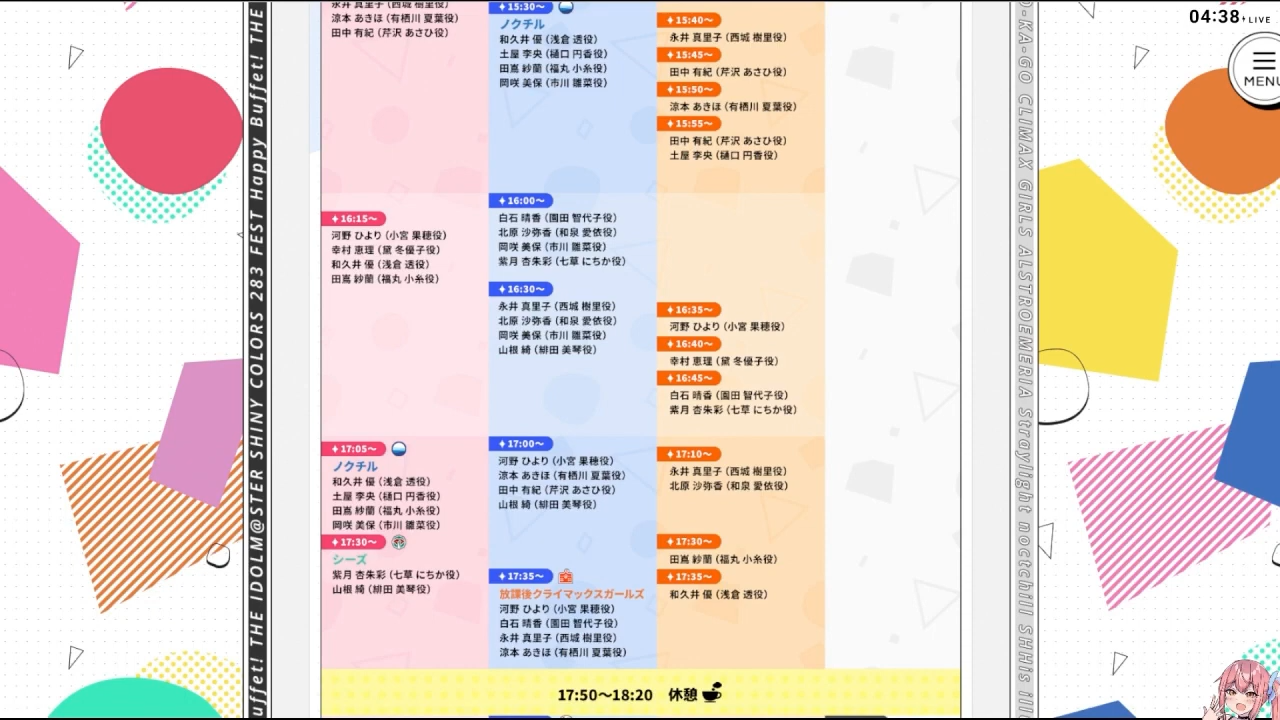 04:38 LIVE
MENU
uffet! THE IDOLM@STER SHINY COLORS 283 FEST Happy Buffet! THE
永井 真里子（西城 樹里役）
涼本 あきほ（有栖川 夏葉役）
田中 有紀（芹沢 あさひ役）
16:15～
河野 ひより（小宮 果穂役）
幸村 恵理（黛 冬優子役）
和久井 優（浅倉 透役）
田嶌 紗蘭（福丸 小糸役）
17:05～
ノクチル
和久井 優（浅倉 透役）
土屋 李央（樋口 円香役）
田嶌 紗蘭（福丸 小糸役）
岡咲 美保（市川 雛菜役）
17:30～
シーズ
紫月 杏朱彩（七草 にちか役）
山根 綺（緋田 美琴役）
15:30～
ノクチル
和久井 優（浅倉 透役）
土屋 李央（樋口 円香役）
田嶌 紗蘭（福丸 小糸役）
岡咲 美保（市川 雛菜役）
16:00～
白石 晴香（園田 智代子役）
北原 沙弥香（和泉 愛依役）
岡咲 美保（市川 雛菜役）
紫月 杏朱彩（七草 にちか役）
16:30～
永井 真里子（西城 樹里役）
北原 沙弥香（和泉 愛依役）
岡咲 美保（市川 雛菜役）
山根 綺（緋田 美琴役）
17:00～
河野 ひより（小宮 果穂役）
涼本 あきほ（有栖川 夏葉役）
田中 有紀（芹沢 あさひ役）
山根 綺（緋田 美琴役）
17:35～
放課後クライマックスガールズ
河野 ひより（小宮 果穂役）
白石 晴香（園田 智代子役）
永井 真里子（西城 樹里役）
涼本 あきほ（有栖川 夏葉役）
15:40～
永井 真里子（西城 樹里役）
15:45～
田中 有紀（芹沢 あさひ役）
15:50～
涼本 あきほ（有栖川 夏葉役）
15:55～
田中 有紀（芹沢 あさひ役）
土屋 李央（樋口 円香役）
16:35～
河野 ひより（小宮 果穂役）
16:40～
幸村 恵理（黛 冬優子役）
16:45～
白石 晴香（園田 智代子役）
紫月 杏朱彩（七草 にちか役）
17:10～
永井 真里子（西城 樹里役）
北原 沙弥香（和泉 愛依役）
17:30～
田嶌 紗蘭（福丸 小糸役）
17:35～
和久井 優（浅倉 透役）
17:50～18:20 休憩
O-KA-GO CLIMAX GIRLS ALSTROEMERIA Straylight noctchill SHHis